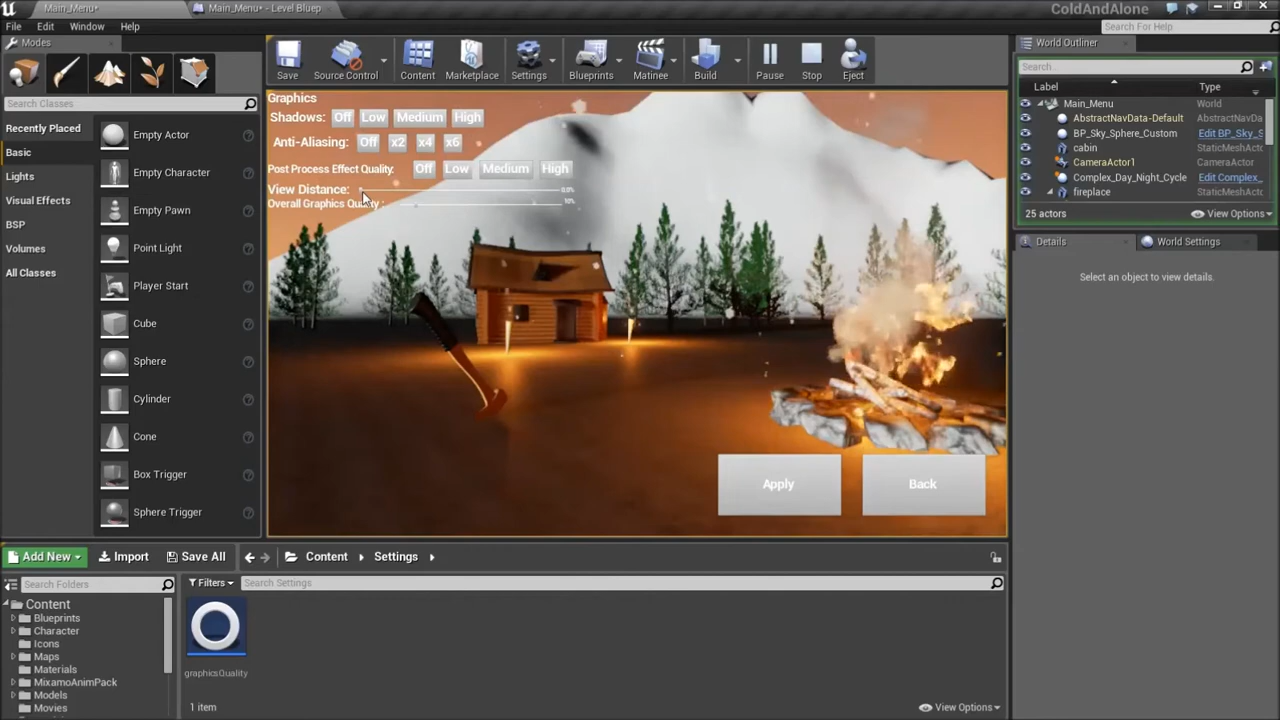 Main_Menu*
Main_Menu* - Level Bluep
ColdAndAlone
File Edit Window Help
Search For Help
Modes
Search Classes
Recently Placed
Basic
Lights
Visual Effects
BSP
Volumes
All Classes
Empty Actor
Empty Character
Empty Pawn
Point Light
Player Start
Cube
Sphere
Cylinder
Cone
Box Trigger
Sphere Trigger
Save
Source Control
Content
Marketplace
Settings
Blueprints
Matinee
Build
Pause
Stop
Eject
Graphics
Shadows: Off Low Medium High
Anti-Aliasing: Off x2 x4 x6
Post Process Effect Quality: Off Low Medium High
View Distance: 0.0%
Overall Graphics Quality : 10%
Apply
Back
World Outliner
Search...
Label Type
Main_Menu World
AbstractNavData-Default AbstractNavDa
BP_Sky_Sphere_Custom Edit BP_Sky_S
cabin StaticMeshActor
CameraActor1 CameraActor
Complex_Day_Night_Cycle Edit Complex_
fireplace StaticMeshActor
25 actors View Options
Details
World Settings
Select an object to view details.
Add New Import Save All Content Settings
Search Folders
Filters Search Settings
Content
Blueprints
Character
Icons
Maps
Materials
MixamoAnimPack
Models
Movies
graphicsQuality
1 item View Options